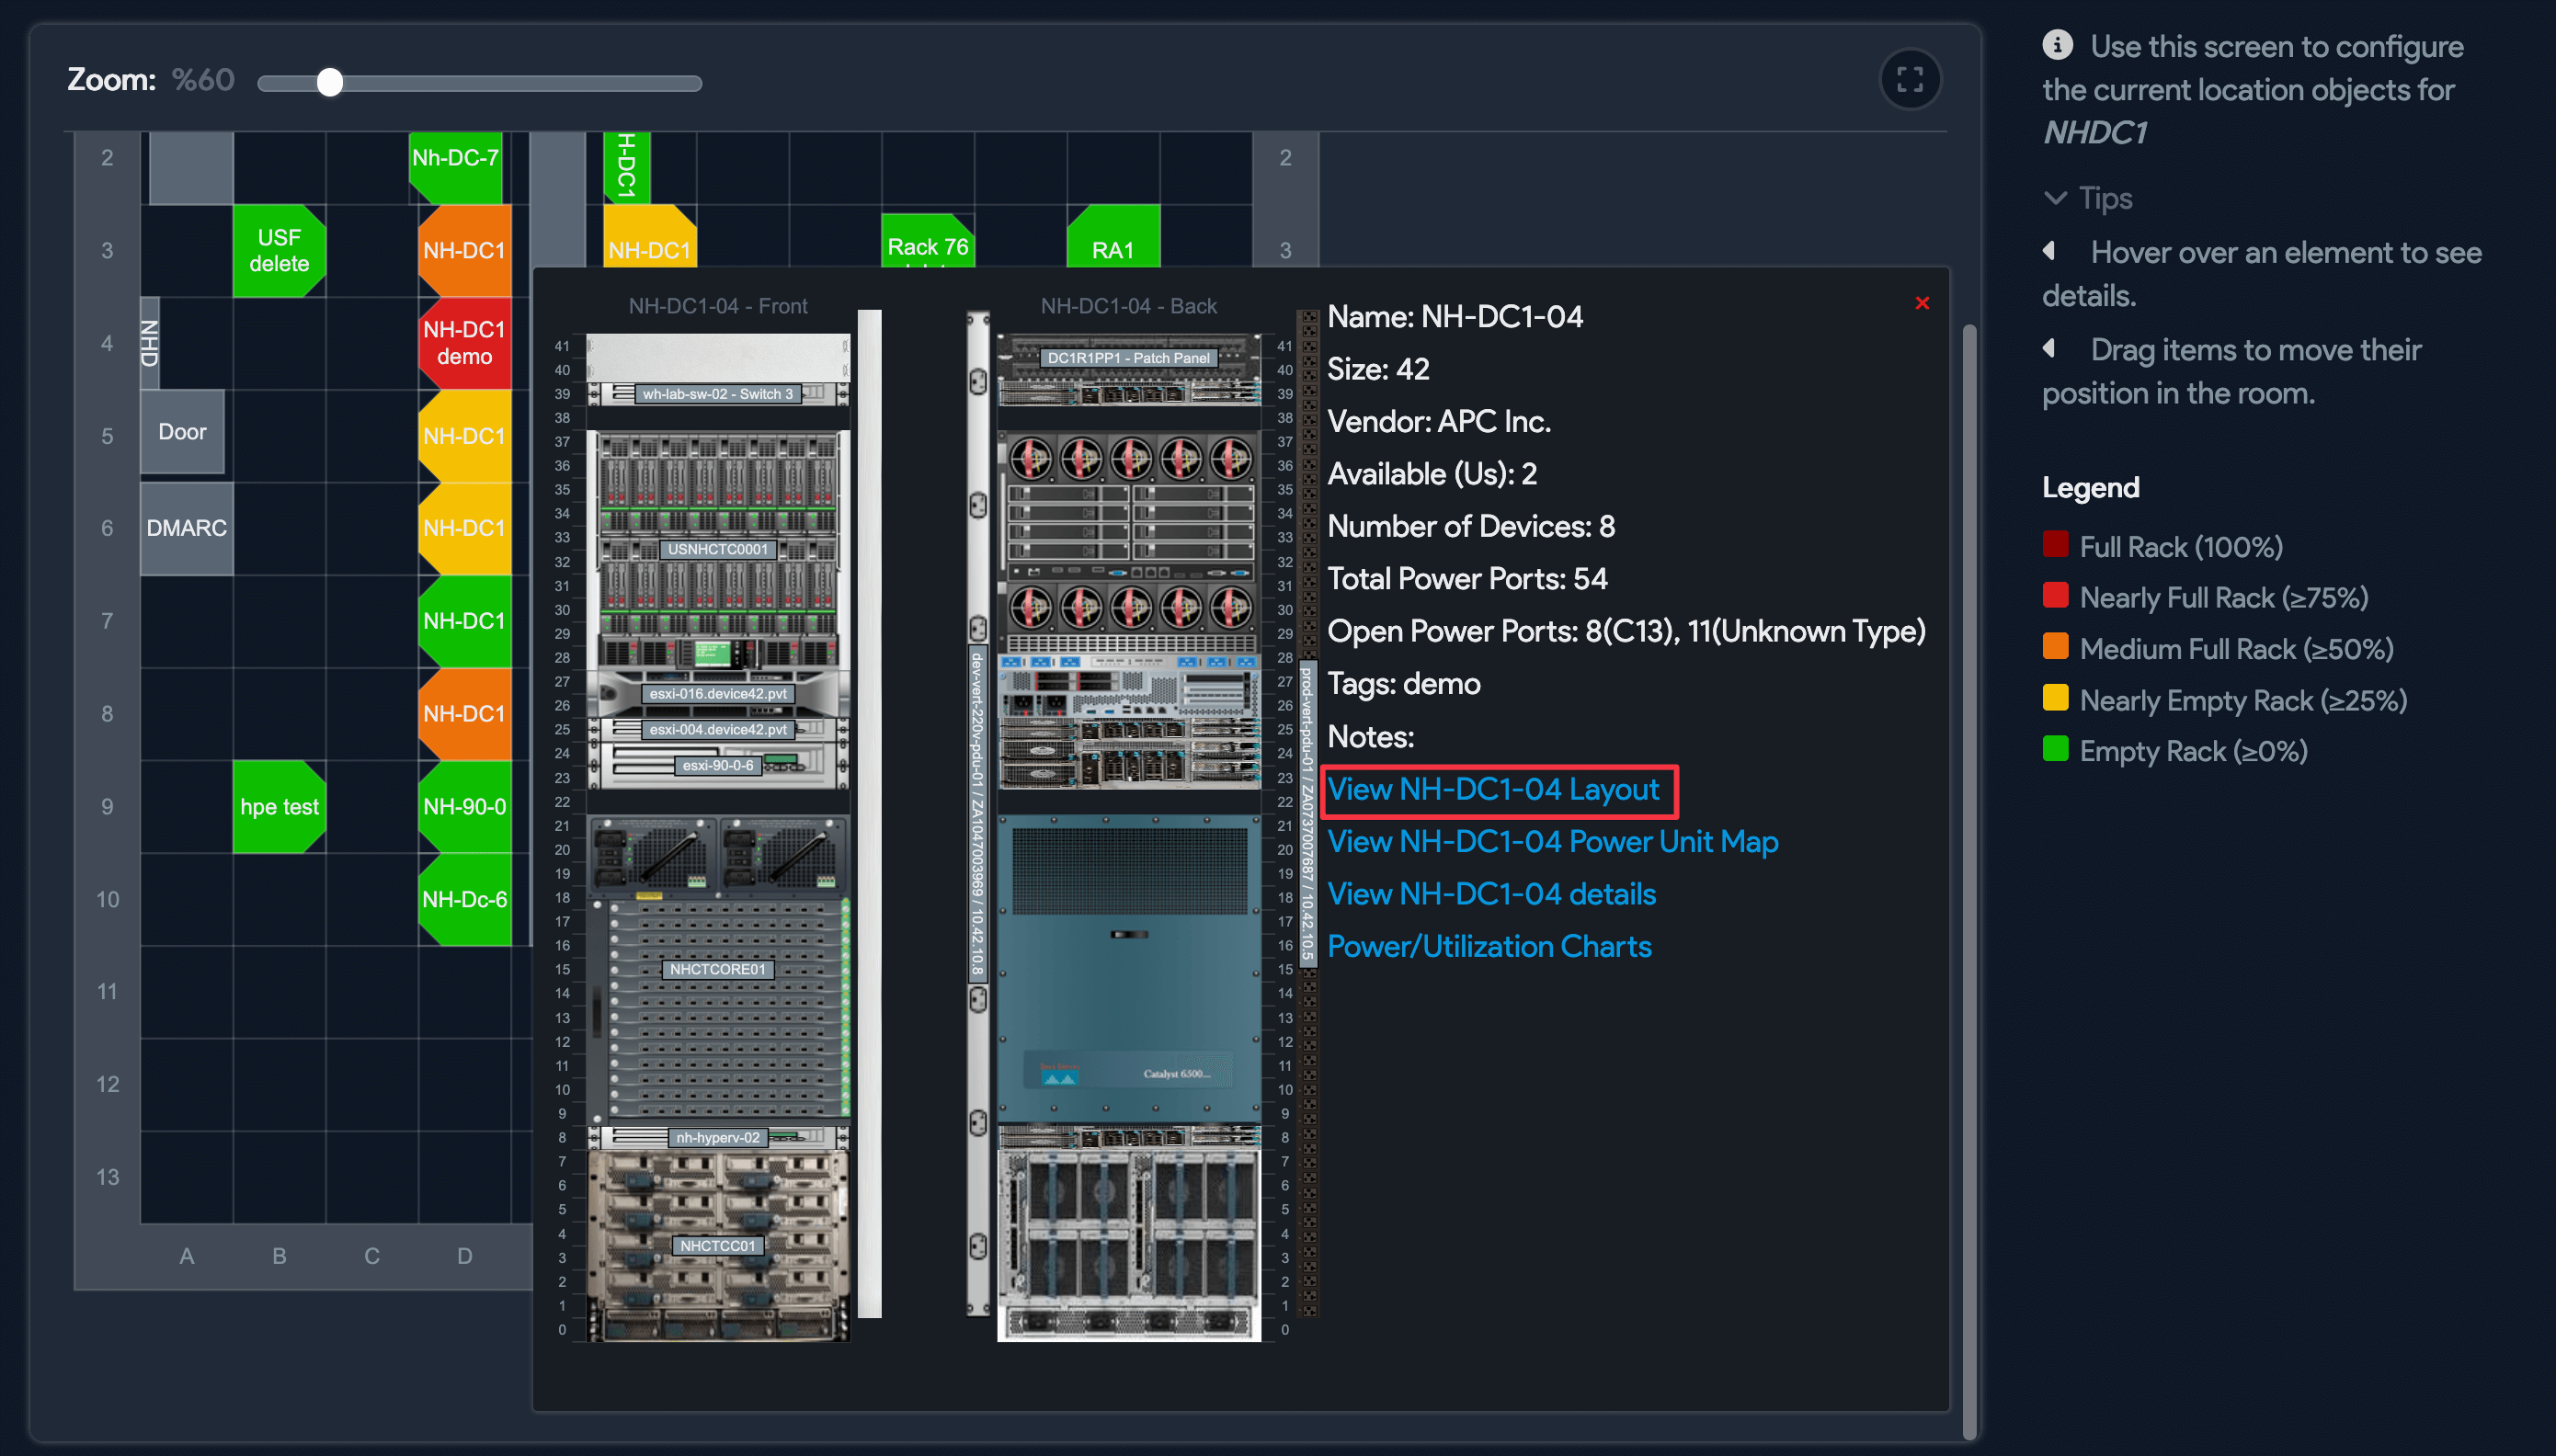 Zoom: %60
2
Nh-DC-7
H-DC1
2
3
USF
delete
NH-DC1
NH-DC1
Rack 76
RA1
3
4
NHD
NH-DC1
demo
5
Door
NH-DC1
6
DMARC
NH-DC1
7
NH-DC1
8
NH-DC1
9
hpe test
NH-90-0
10
NH-Dc-6
11
12
13
A B C D
NH-DC1-04 - Front
41
40
39
38
37
36
35
34
33
32
31
30
29
28
27
26
25
24
23
22
21
20
19
18
17
16
15
14
13
12
11
10
9
8
7
6
5
4
3
2
1
0
wh-lab-sw-02 - Switch 3
USNHCTC0001
esxi-016.device42.pvt
esxi-004.device42.pvt
esxi-90-0-6
NHCTCORE01
nh-hyperv-02
NHCTCC01
NH-DC1-04 - Back
dev-vert-220v-pdu-01 / ZA1047003969 / 10.42.10.8
DC1R1PP1 - Patch Panel
Catalyst 6500
41
40
39
38
37
36
35
34
33
32
31
30
29
28
27
26
25
24
23
22
21
20
19
18
17
16
15
14
13
12
11
10
9
8
7
6
5
4
3
2
1
0
prod-vert-pdu-01 / ZA0737007687 / 10.42.10.5
Name: NH-DC1-04
Size: 42
Vendor: APC Inc.
Available (Us): 2
Number of Devices: 8
Total Power Ports: 54
Open Power Ports: 8(C13), 11(Unknown Type)
Tags: demo
Notes:
View NH-DC1-04 Layout
View NH-DC1-04 Power Unit Map
View NH-DC1-04 details
Power/Utilization Charts
Use this screen to configure
the current location objects for
NHDC1
Tips
Hover over an element to see
details.
Drag items to move their
position in the room.
Legend
Full Rack (100%)
Nearly Full Rack (≥75%)
Medium Full Rack (≥50%)
Nearly Empty Rack (≥25%)
Empty Rack (≥0%)